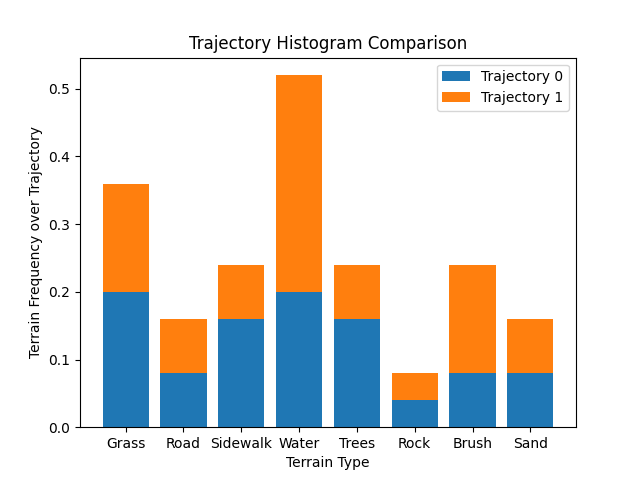 Trajectory Histogram Comparison
Trajectory 0
Trajectory 1
Terrain Frequency over Trajectory
0.5
0.4
0.3
0.2
0.1
0.0
Grass Road Sidewalk Water Trees Rock Brush Sand
Terrain Type